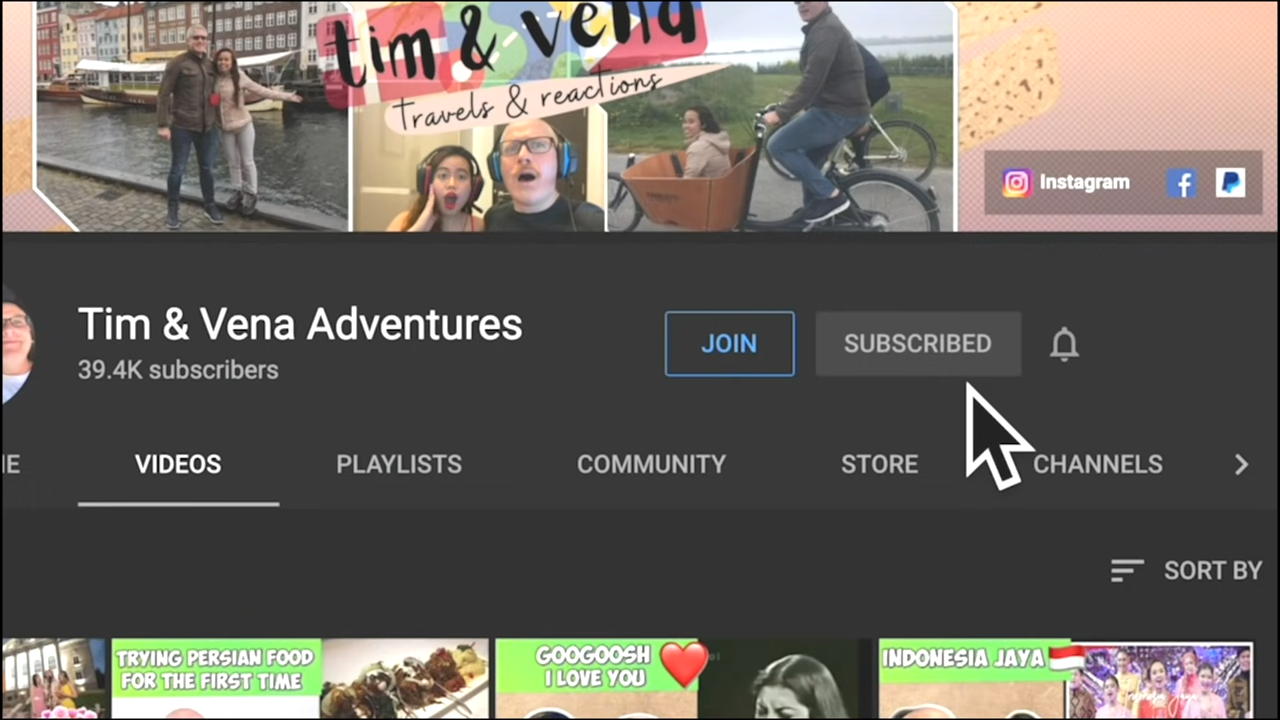 tim & vena
Travels & reactions
Instagram
Tim & Vena Adventures
39.4K subscribers
JOIN
SUBSCRIBED
VIDEOS
PLAYLISTS
COMMUNITY
STORE
CHANNELS
SORT BY
TRYING PERSIAN FOOD
FOR THE FIRST TIME
GOOGOOSH
I LOVE YOU
INDONESIA JAYA